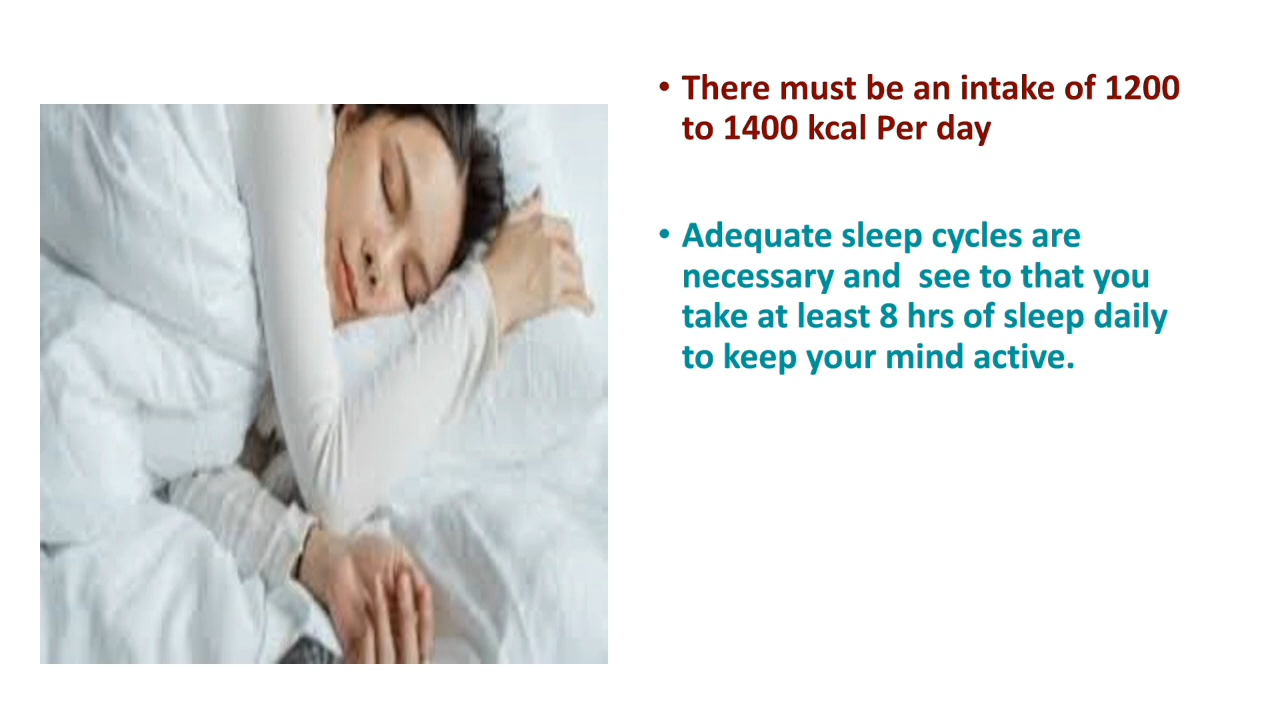 • There must be an intake of 1200
to 1400 kcal Per day
• Adequate sleep cycles are
necessary and  see to that you
take at least 8 hrs of sleep daily
to keep your mind active.